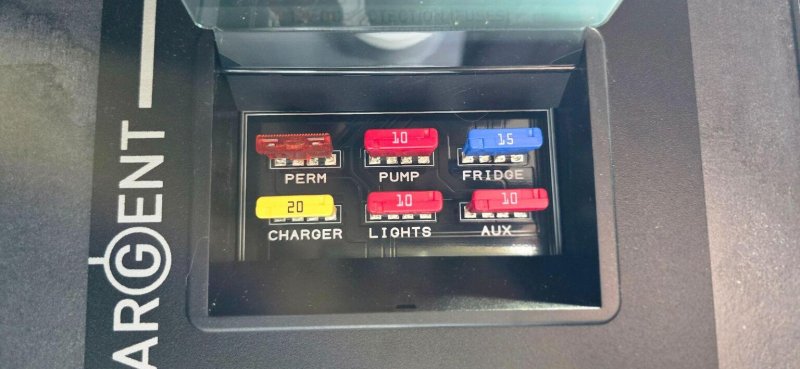 ARGENT
10
15
PERM
PUMP
FRIDGE
20
10
10
CHARGER
LIGHTS
AUX